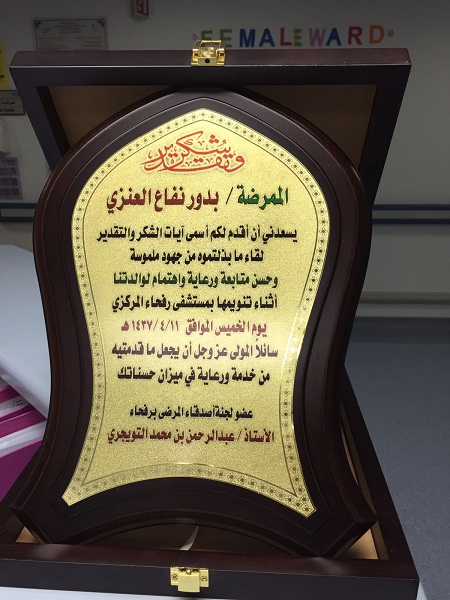 FEMALE WARD
شكر وتقدير
الممرضة / بدور نفاع العنزي
يسعدني أن أقدم لكم أسمى آيات الشكر والتقدير
لقاء ما بذلتموه من جهود ملموسة
وحسن متابعة ورعاية واهتمام لوالدتنا
أثناء تنويمها بمستشفى رفحاء المركزي
يوم الخميس الموافق ١٤٣٧/٤/١١هـ
سائلاً المولى عز وجل أن يجعل ما قدمتيه
من خدمة ورعاية في ميزان حسناتك
عضو لجنة أصدقاء المرضى برفحاء
الأستاذ / عبدالرحمن بن محمد التويجري